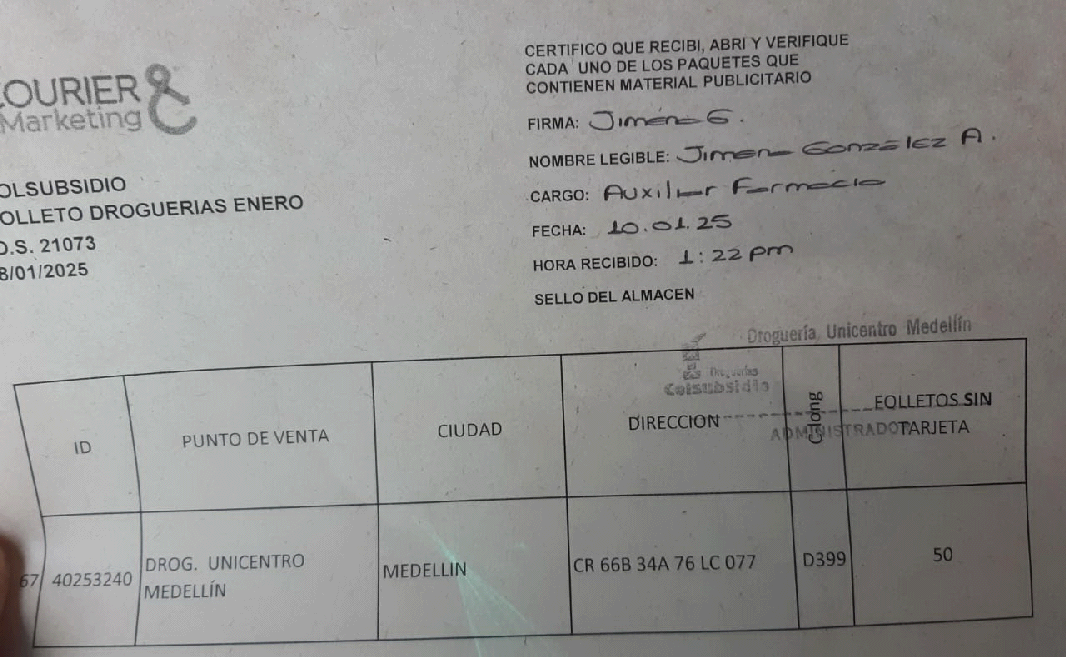 COURIER &
Marketing
OLSUBSIDIO
OLLETO DROGUERIAS ENERO
O.S. 21073
8/01/2025
CERTIFICO QUE RECIBI, ABRI Y VERIFIQUE
CADA UNO DE LOS PAQUETES QUE
CONTIENEN MATERIAL PUBLICITARIO
FIRMA: Jimena G.
NOMBRE LEGIBLE: Jimena González A.
CARGO: Auxiliar Farmacia
FECHA: 10.01.25
HORA RECIBIDO: 1:22 pm
SELLO DEL ALMACEN
Droguería Unicentro Medellín
Droguerías
Colsubsidio
ADMINISTRADO
ID PUNTO DE VENTA CIUDAD DIRECCION FOLLETOS SIN
TARJETA
67 40253240 DROG. UNICENTRO
MEDELLÍN MEDELLIN CR 66B 34A 76 LC 077 D399 50